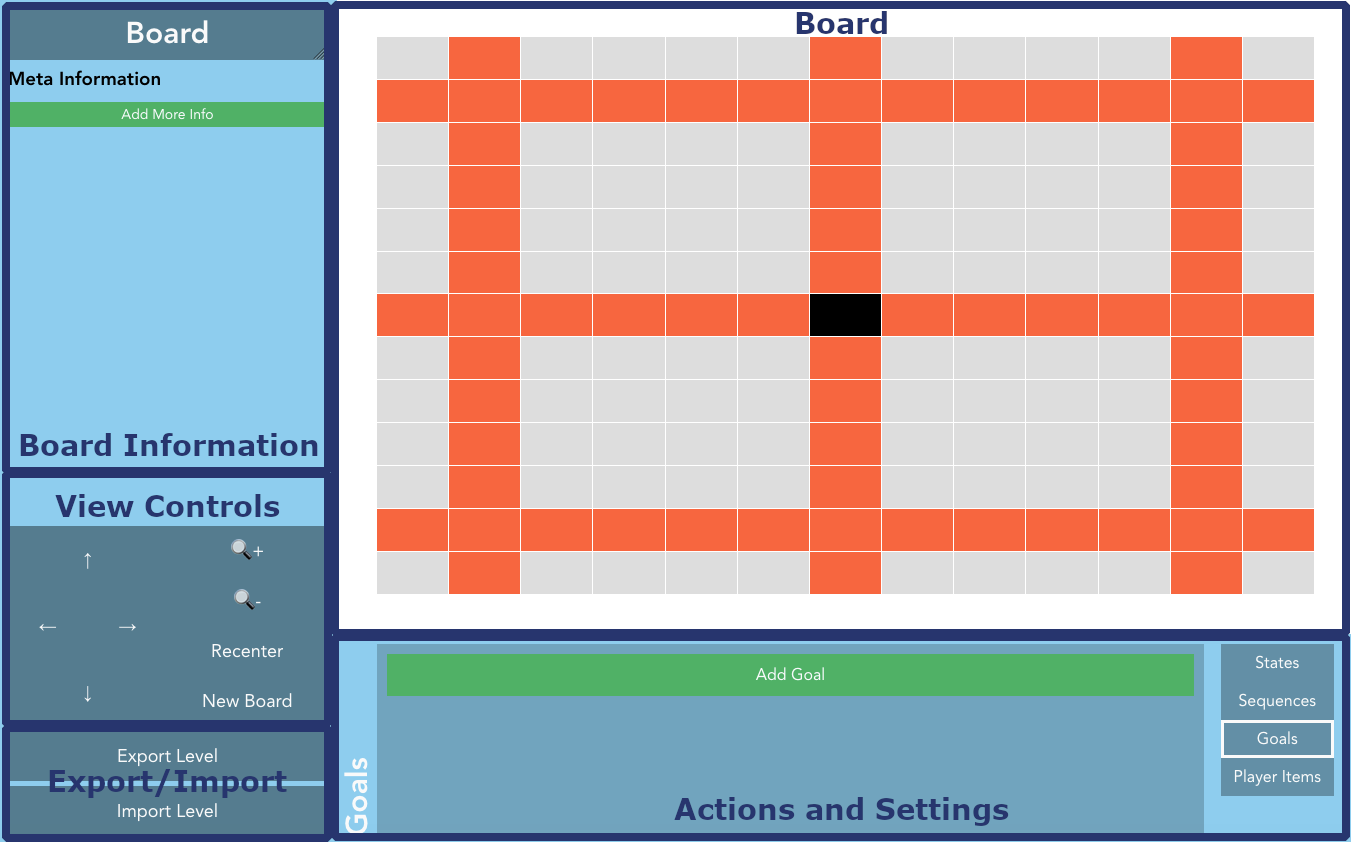 Board
Meta Information
Add More Info
Board Information
View Controls
↑
+
-
← →
Recenter
↓
New Board
Export Level
Export/Import
Import Level
Board
Goals
Add Goal
Actions and Settings
States
Sequences
Goals
Player Items